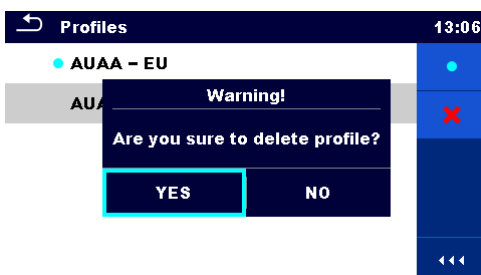 Profiles 13:06
AUAA – EU
AUA
Warning!
Are you sure to delete profile?
YES NO